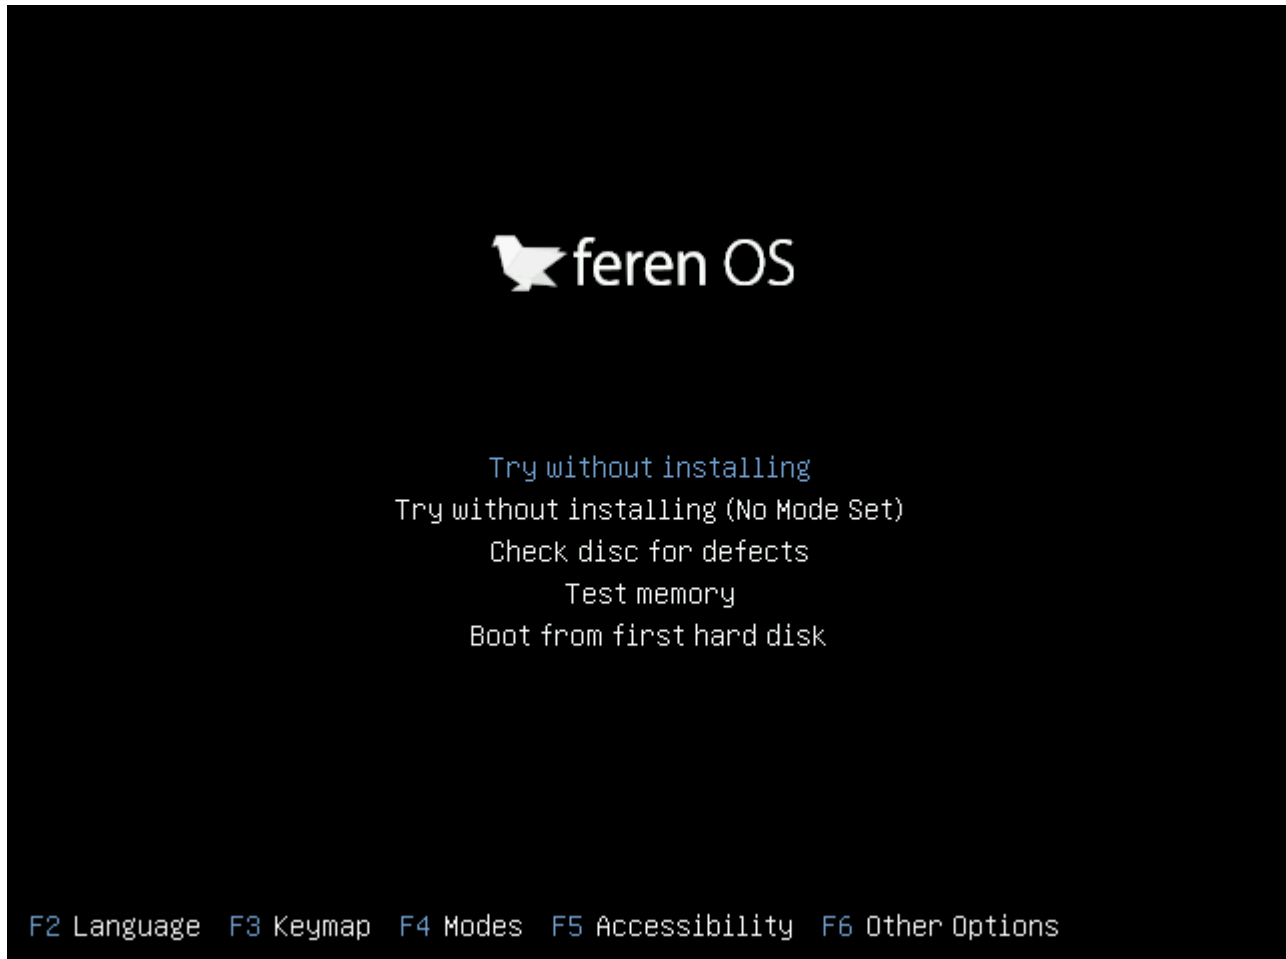 feren OS
Try without installing
Try without installing (No Mode Set)
Check disc for defects
Test memory
Boot from first hard disk
F2 Language F3 Keymap F4 Modes F5 Accessibility F6 Other Options